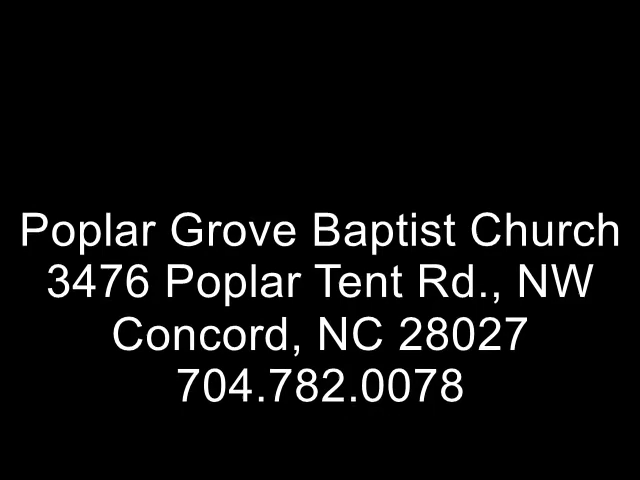 Poplar Grove Baptist Church
3476 Poplar Tent Rd., NW
Concord, NC 28027
704.782.0078